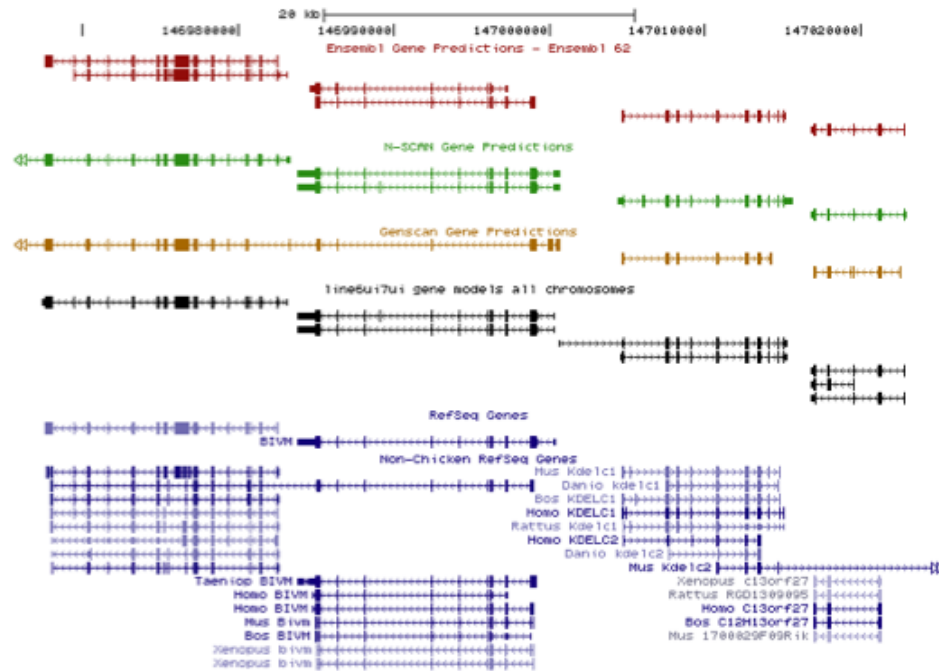 20 kb
146980000| 146990000| 147000000| 147010000| 147020000|
Ensembl Gene Predictions - Ensembl 62
N-SCAN Gene Predictions
Genscan Gene Predictions
line6ui7ui gene models all chromosomes
RefSeq Genes
BIVM
Non-Chicken RefSeq Genes
Mus Kdelc1
Danio kdelc1
Bos KDELC1
Homo KDELC1
Rattus Kdelc1
Homo KDELC2
Danio kdelc2
Mus Kdelc2
Taeniop BIVM
Xenopus c13orf27
Homo BIVM
Rattus RGD1309095
Homo BIVM
Homo C13orf27
Mus Bivm
Bos C12H13orf27
Bos BIVM
Mus 1700029F09Rik
Xenopus bivm
Xenopus bivm